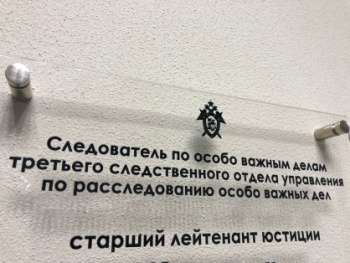 Следователь по особо важным делам
третьего следственного отдела управления
по расследованию особо важных дел
старший лейтенант юстиции